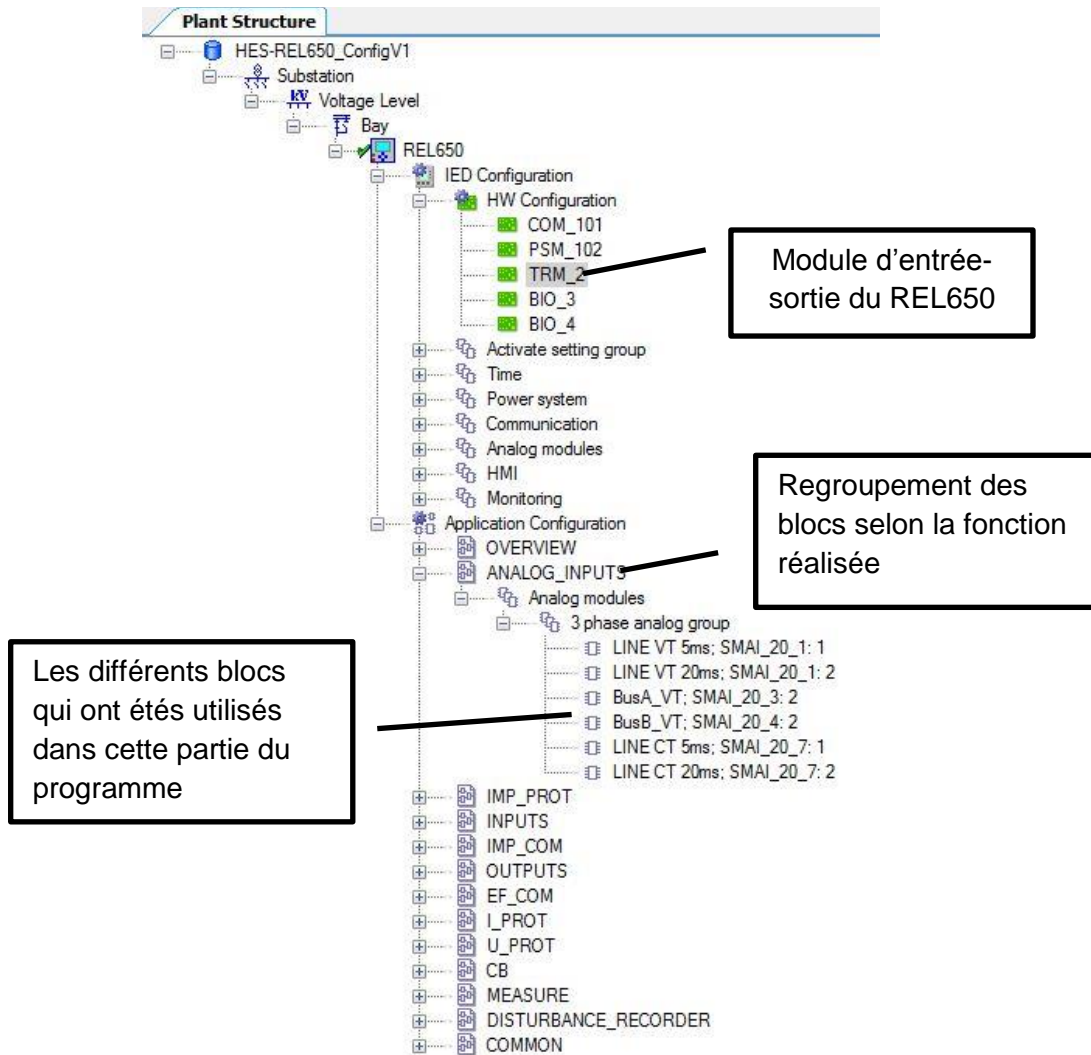 Plant Structure
HES-REL650_ConfigV1
Substation
Voltage Level
Bay
REL650
IED Configuration
HW Configuration
COM_101
PSM_102
TRM_2
BIO_3
BIO_4
Module d'entrée-
sortie du REL650
Activate setting group
Time
Power system
Communication
Analog modules
HMI
Monitoring
Application Configuration
OVERVIEW
ANALOG_INPUTS
Regroupement des
blocs selon la fonction
réalisée
Analog modules
3 phase analog group
LINE VT 5ms; SMAI_20_1: 1
LINE VT 20ms; SMAI_20_1: 2
BusA_VT; SMAI_20_3: 2
BusB_VT; SMAI_20_4: 2
LINE CT 5ms; SMAI_20_7: 1
LINE CT 20ms; SMAI_20_7: 2
Les différents blocs
qui ont étés utilisés
dans cette partie du
programme
IMP_PROT
INPUTS
IMP_COM
OUTPUTS
EF_COM
I_PROT
U_PROT
CB
MEASURE
DISTURBANCE_RECORDER
COMMON